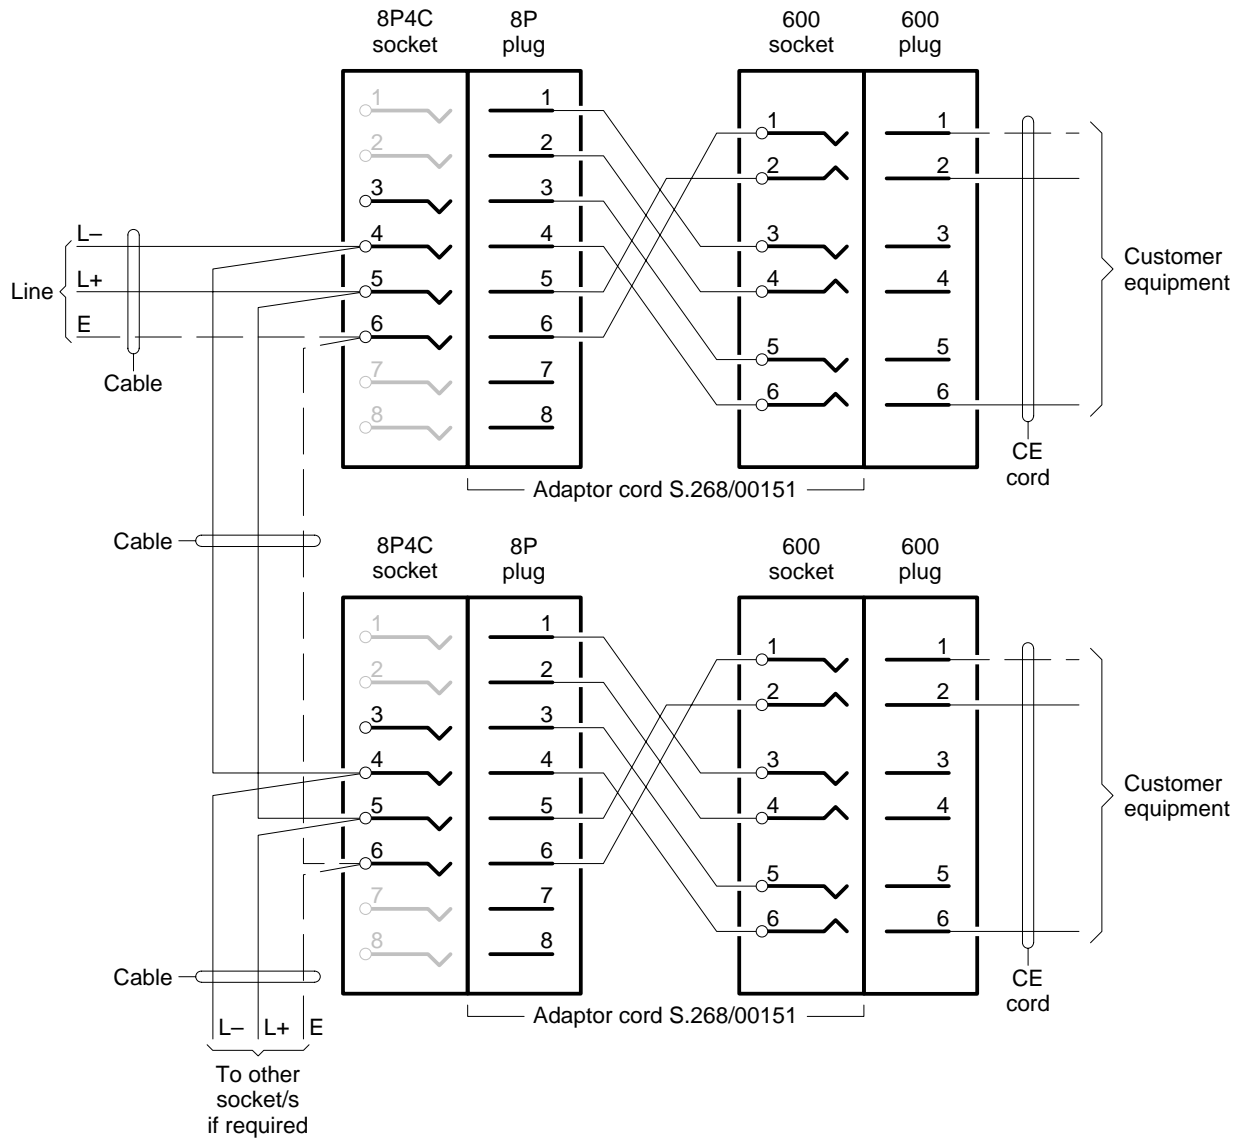 8P4C
socket
8P
plug
600
socket
600
plug
1
2
3
4
5
6
7
8
1
2
3
4
5
6
7
8
1
2
3
4
5
6
1
2
3
4
5
6
Line
L–
L+
E
Cable
Customer
equipment
CE
cord
Adaptor cord S.268/00151
Cable
8P4C
socket
8P
plug
600
socket
600
plug
1
2
3
4
5
6
7
8
1
2
3
4
5
6
7
8
1
2
3
4
5
6
1
2
3
4
5
6
Customer
equipment
CE
cord
Adaptor cord S.268/00151
Cable
L–
L+
E
To other
socket/s
if required